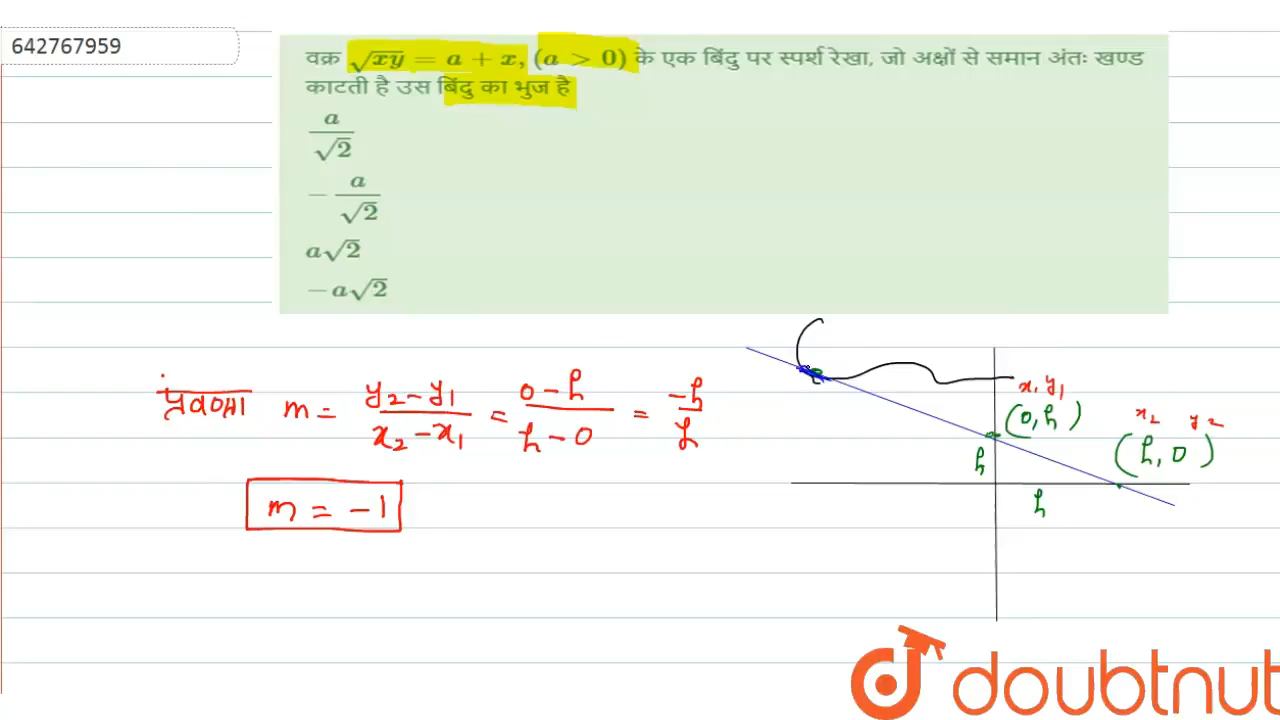 642767959
वक्र √xy = a + x, (a > 0) के एक बिंदु पर स्पर्श रेखा, जो अक्षों से समान अंतः खण्ड
काटती है उस बिंदु का भुज है
a/√2
-a/√2
a√2
-a√2
प्रवणता m = (y₂ - y₁)/(x₂ - x₁) = (0 - h)/(h - 0) = -h/h
m = -1
x₁ y₁
(0, h)
x₂ y₂
(h, 0)
h
h
doubtnut